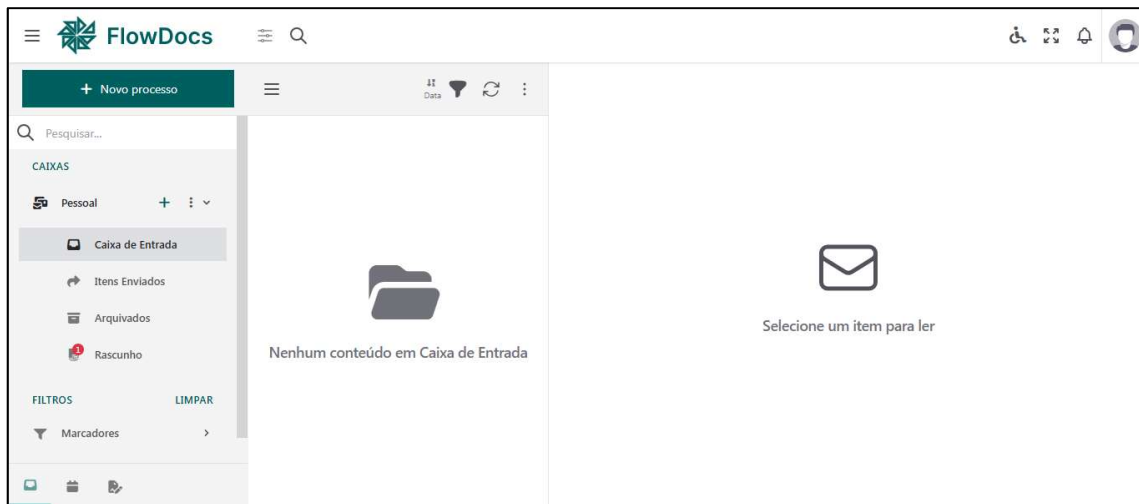 FlowDocs
+ Novo processo
Data
Pesquisar...
CAIXAS
Pessoal
Caixa de Entrada
Itens Enviados
Arquivados
1
Rascunho
FILTROS LIMPAR
Marcadores
Nenhum conteúdo em Caixa de Entrada
Selecione um item para ler